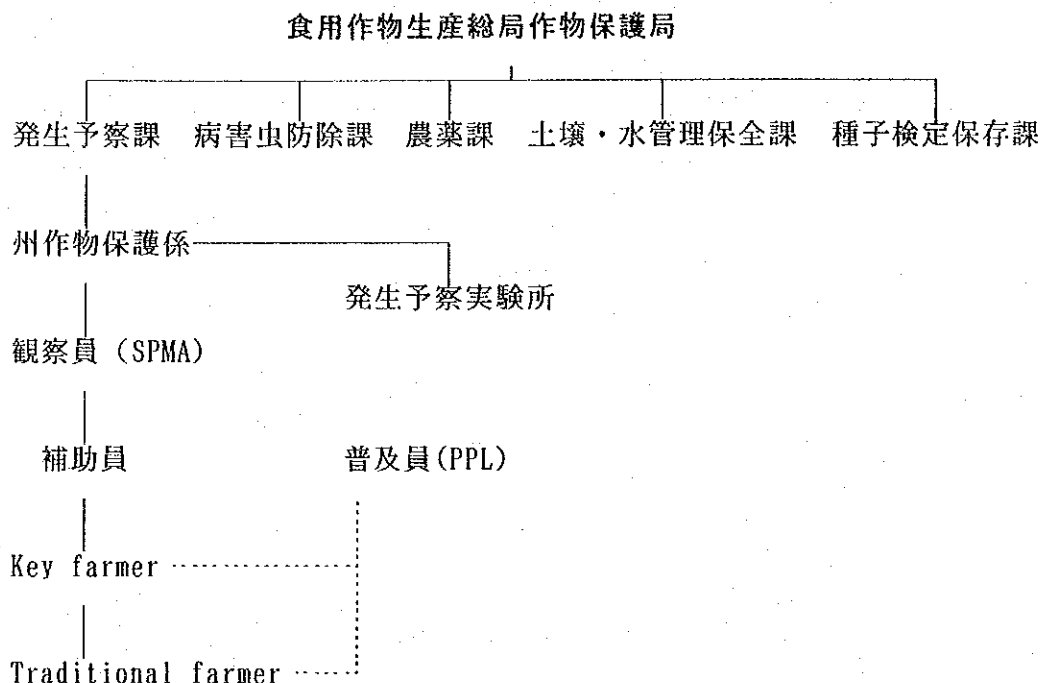 食用作物生産総局作物保護局
発生予察課 病害虫防除課 農薬課 土壌・水管理保全課 種子検定保存課
州作物保護係
発生予察実験所
観察員（SPMA）
補助員 普及員(PPL)
Key farmer
Traditional farmer